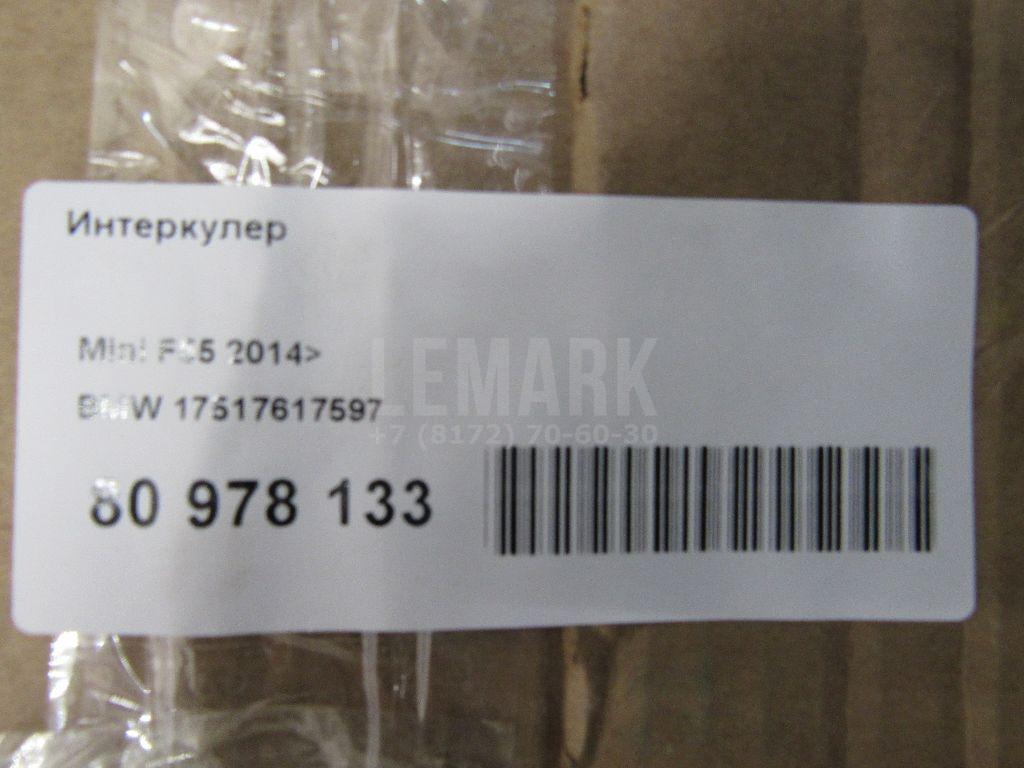 Интеркулер
Mini F55 2014>
BMW 17517617597
80 978 133
LEMARK
+7 (8172) 70-60-30